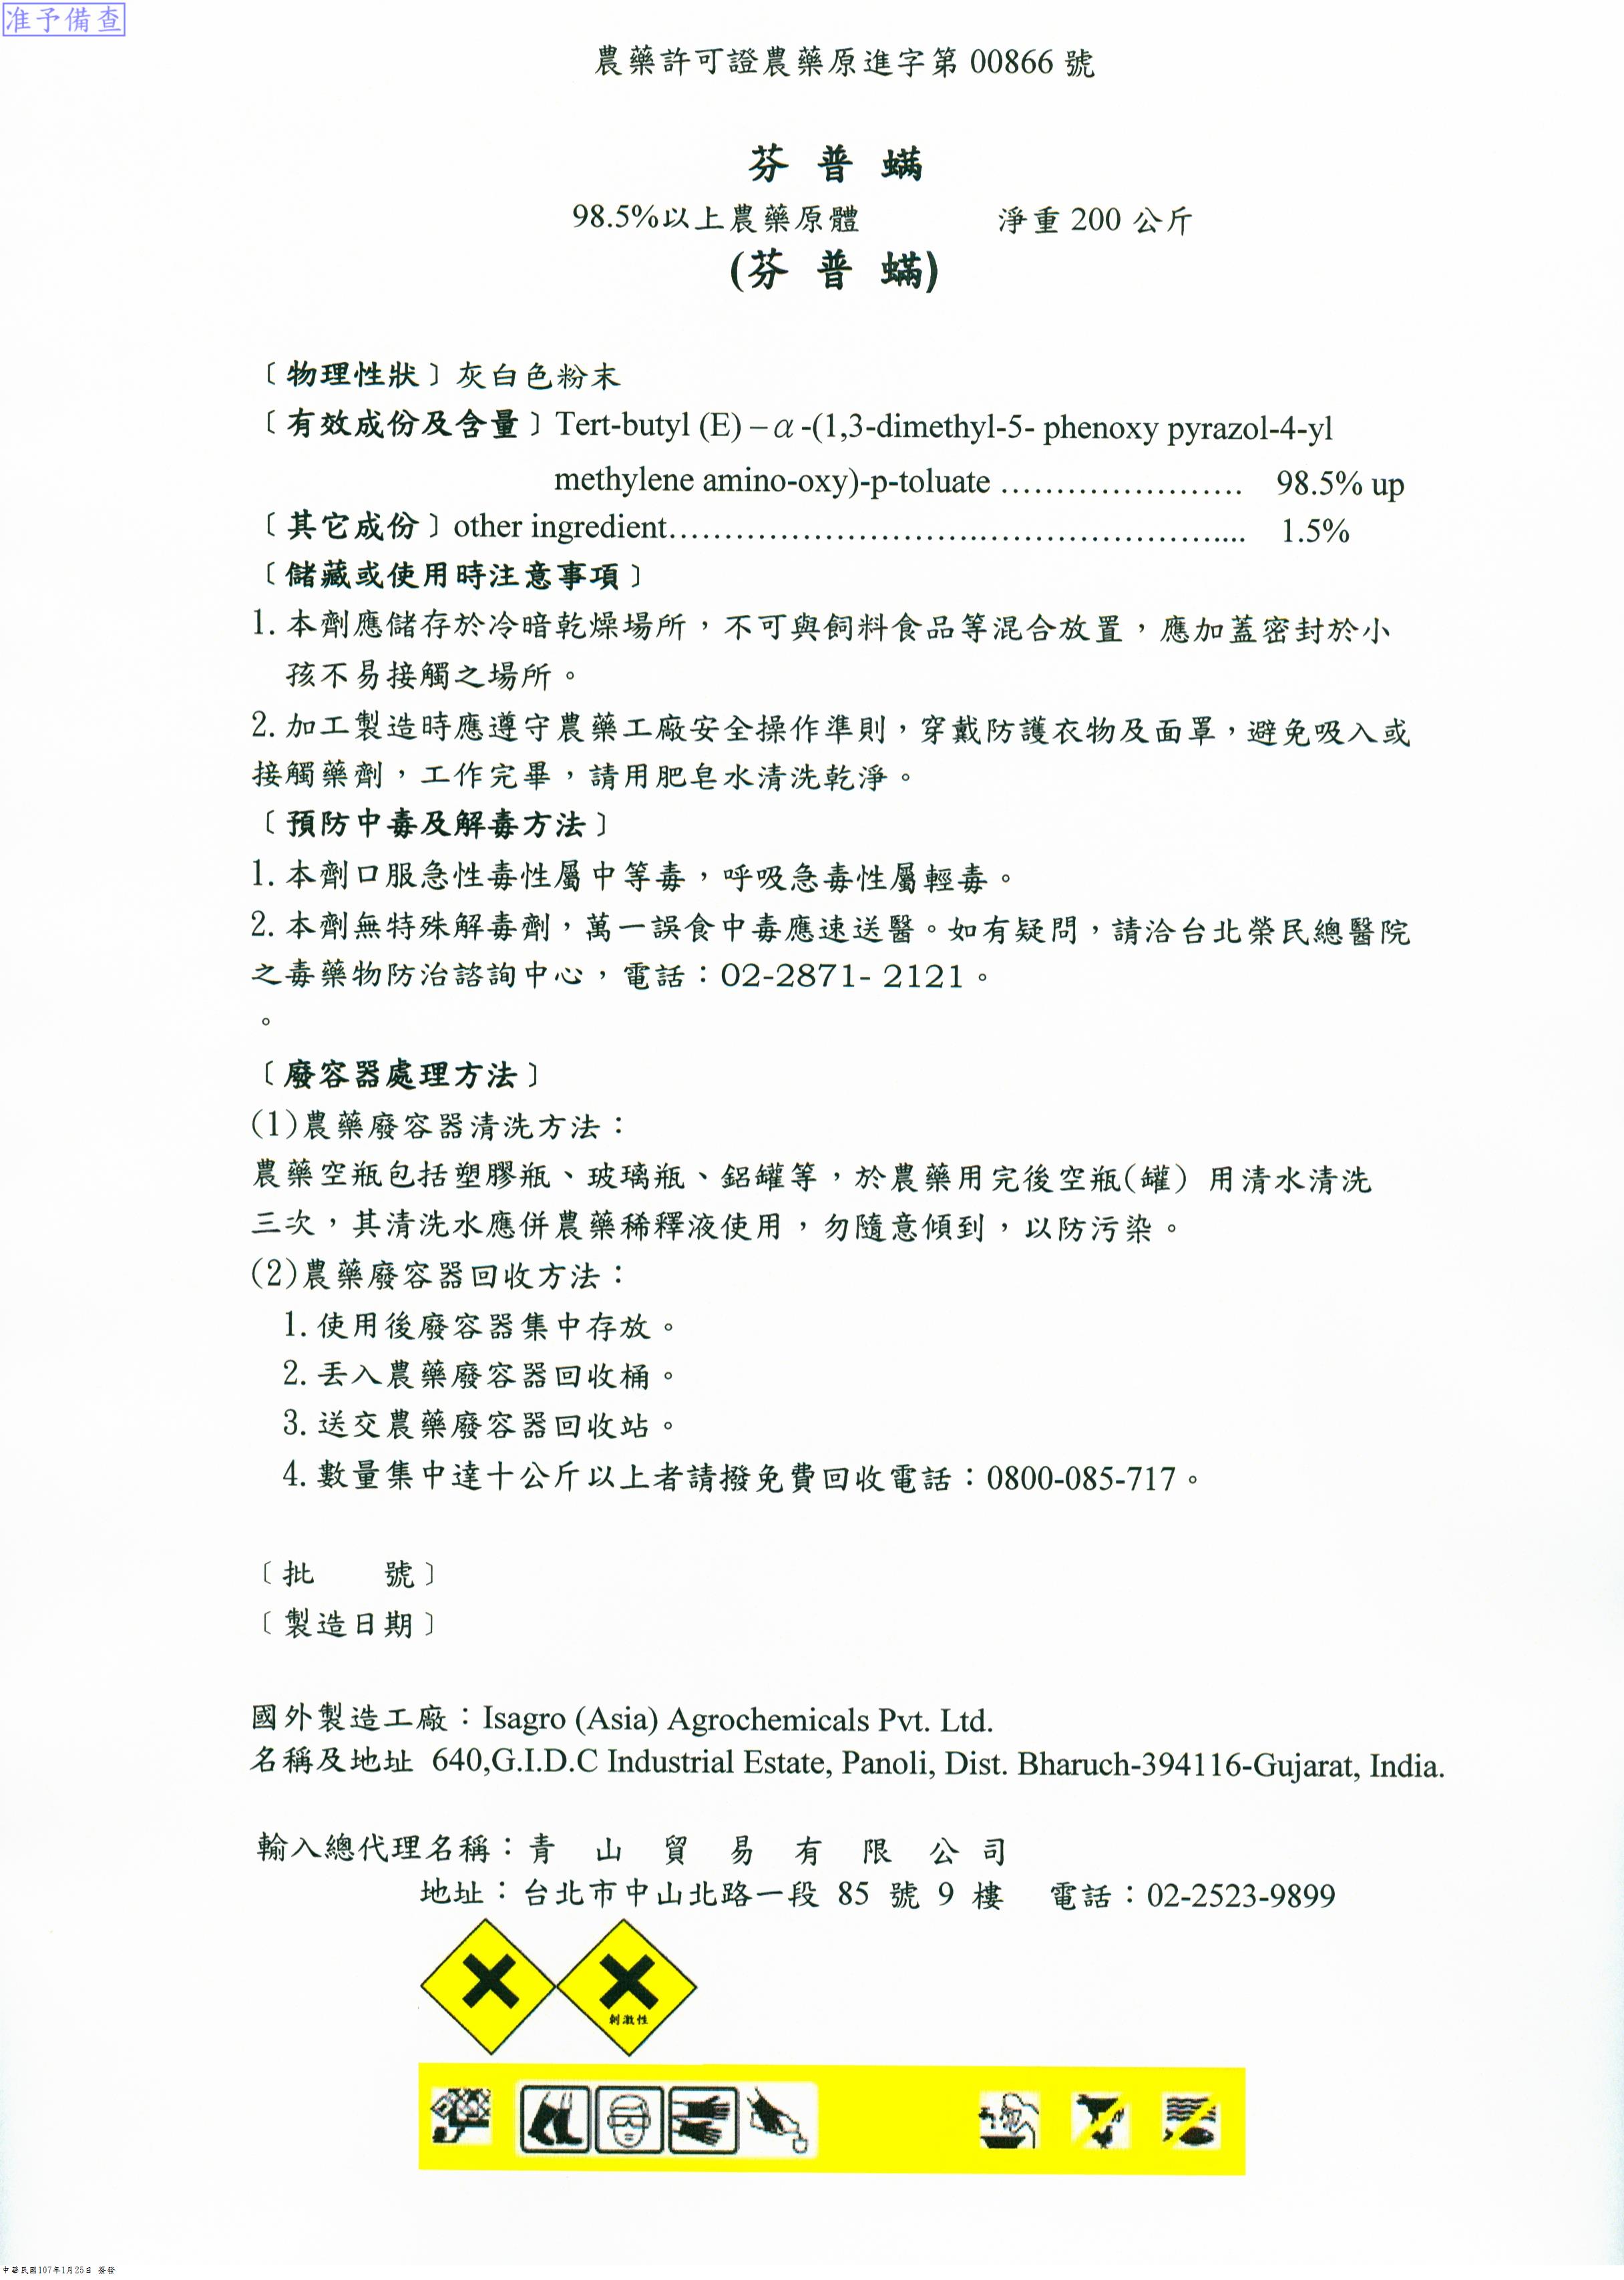 准予備查
農藥許可證農藥原進字第 00866 號
芬 普 蟎
98.5%以上農藥原體 淨重 200 公斤
(芬 普 蟎)
〔物理性狀〕灰白色粉末
〔有效成份及含量〕Tert-butyl (E) –α-(1,3-dimethyl-5- phenoxy pyrazol-4-yl
methylene amino-oxy)-p-toluate ...................... 98.5% up
〔其它成份〕other ingredient.................................................... 1.5%
〔儲藏或使用時注意事項〕
1. 本劑應儲存於冷暗乾燥場所，不可與飼料食品等混合放置，應加蓋密封於小
孩不易接觸之場所。
2. 加工製造時應遵守農藥工廠安全操作準則，穿戴防護衣物及面罩，避免吸入或
接觸藥劑，工作完畢，請用肥皂水清洗乾淨。
〔預防中毒及解毒方法〕
1. 本劑口服急性毒性屬中等毒，呼吸急毒性屬輕毒。
2. 本劑無特殊解毒劑，萬一誤食中毒應速送醫。如有疑問，請洽台北榮民總醫院
之毒藥物防治諮詢中心，電話：02-2871- 2121。
。
〔廢容器處理方法〕
(1)農藥廢容器清洗方法：
農藥空瓶包括塑膠瓶、玻璃瓶、鋁罐等，於農藥用完後空瓶(罐) 用清水清洗
三次，其清洗水應併農藥稀釋液使用，勿隨意傾到，以防污染。
(2)農藥廢容器回收方法：
1. 使用後廢容器集中存放。
2. 丟入農藥廢容器回收桶。
3. 送交農藥廢容器回收站。
4. 數量集中達十公斤以上者請撥免費回收電話：0800-085-717。
〔批 號〕
〔製造日期〕
國外製造工廠：Isagro (Asia) Agrochemicals Pvt. Ltd.
名稱及地址 640,G.I.D.C Industrial Estate, Panoli, Dist. Bharuch-394116-Gujarat, India.
輸入總代理名稱：青 山 貿 易 有 限 公 司
地址：台北市中山北路一段 85 號 9 樓 電話：02-2523-9899
刺激性
中華民國107年1月25日 簽發